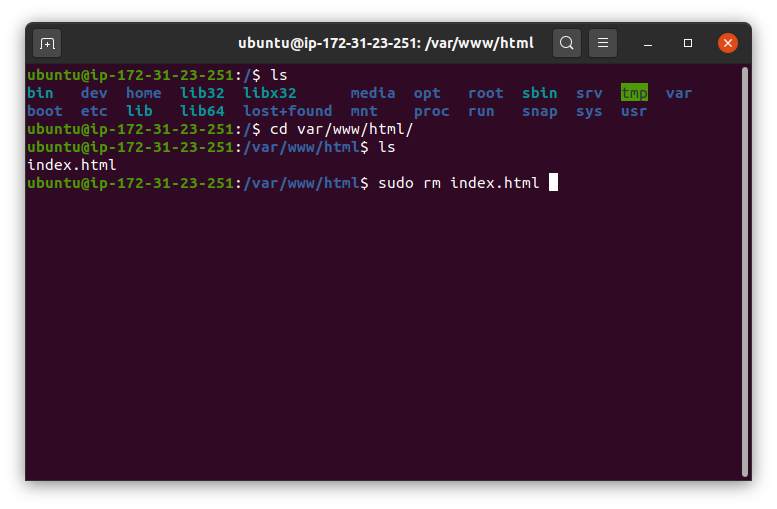 ubuntu@ip-172-31-23-251: /var/www/html
ubuntu@ip-172-31-23-251:/$ ls
bin dev home lib32 libx32 media opt root sbin srv tmp var
boot etc lib lib64 lost+found mnt proc run snap sys usr
ubuntu@ip-172-31-23-251:/$ cd var/www/html/
ubuntu@ip-172-31-23-251:/var/www/html$ ls
index.html
ubuntu@ip-172-31-23-251:/var/www/html$ sudo rm index.html